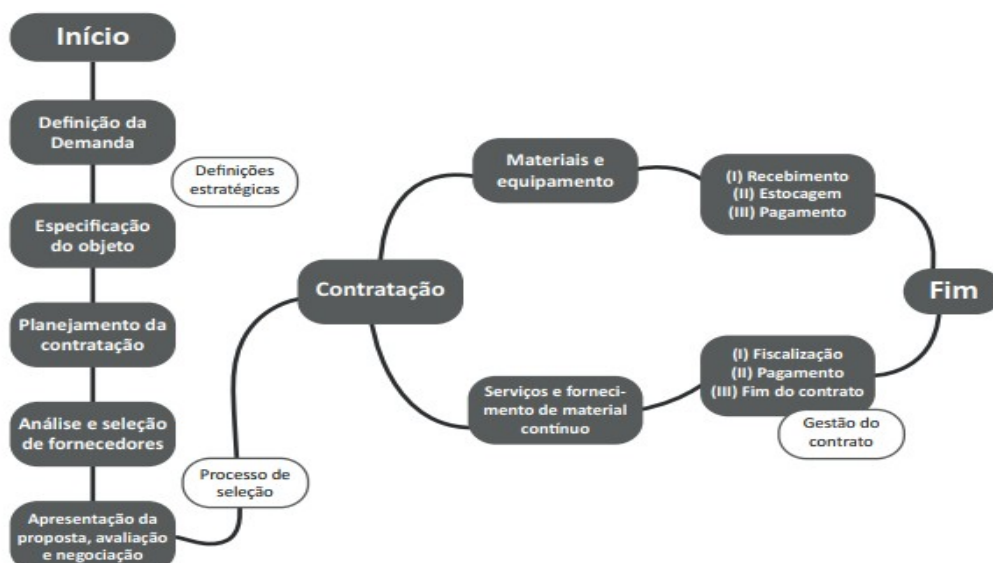 Início
Definição da
Demanda
Definições
estratégicas
Especificação
do objeto
Planejamento da
contratação
Análise e seleção
de fornecedores
Apresentação da
proposta, avaliação
e negociação
Processo de
seleção
Contratação
Materiais e
equipamento
(I) Recebimento
(II) Estocagem
(III) Pagamento
Serviços e forneci-
mento de material
contínuo
(I) Fiscalização
(II) Pagamento
(III) Fim do contrato
Gestão do
contrato
Fim